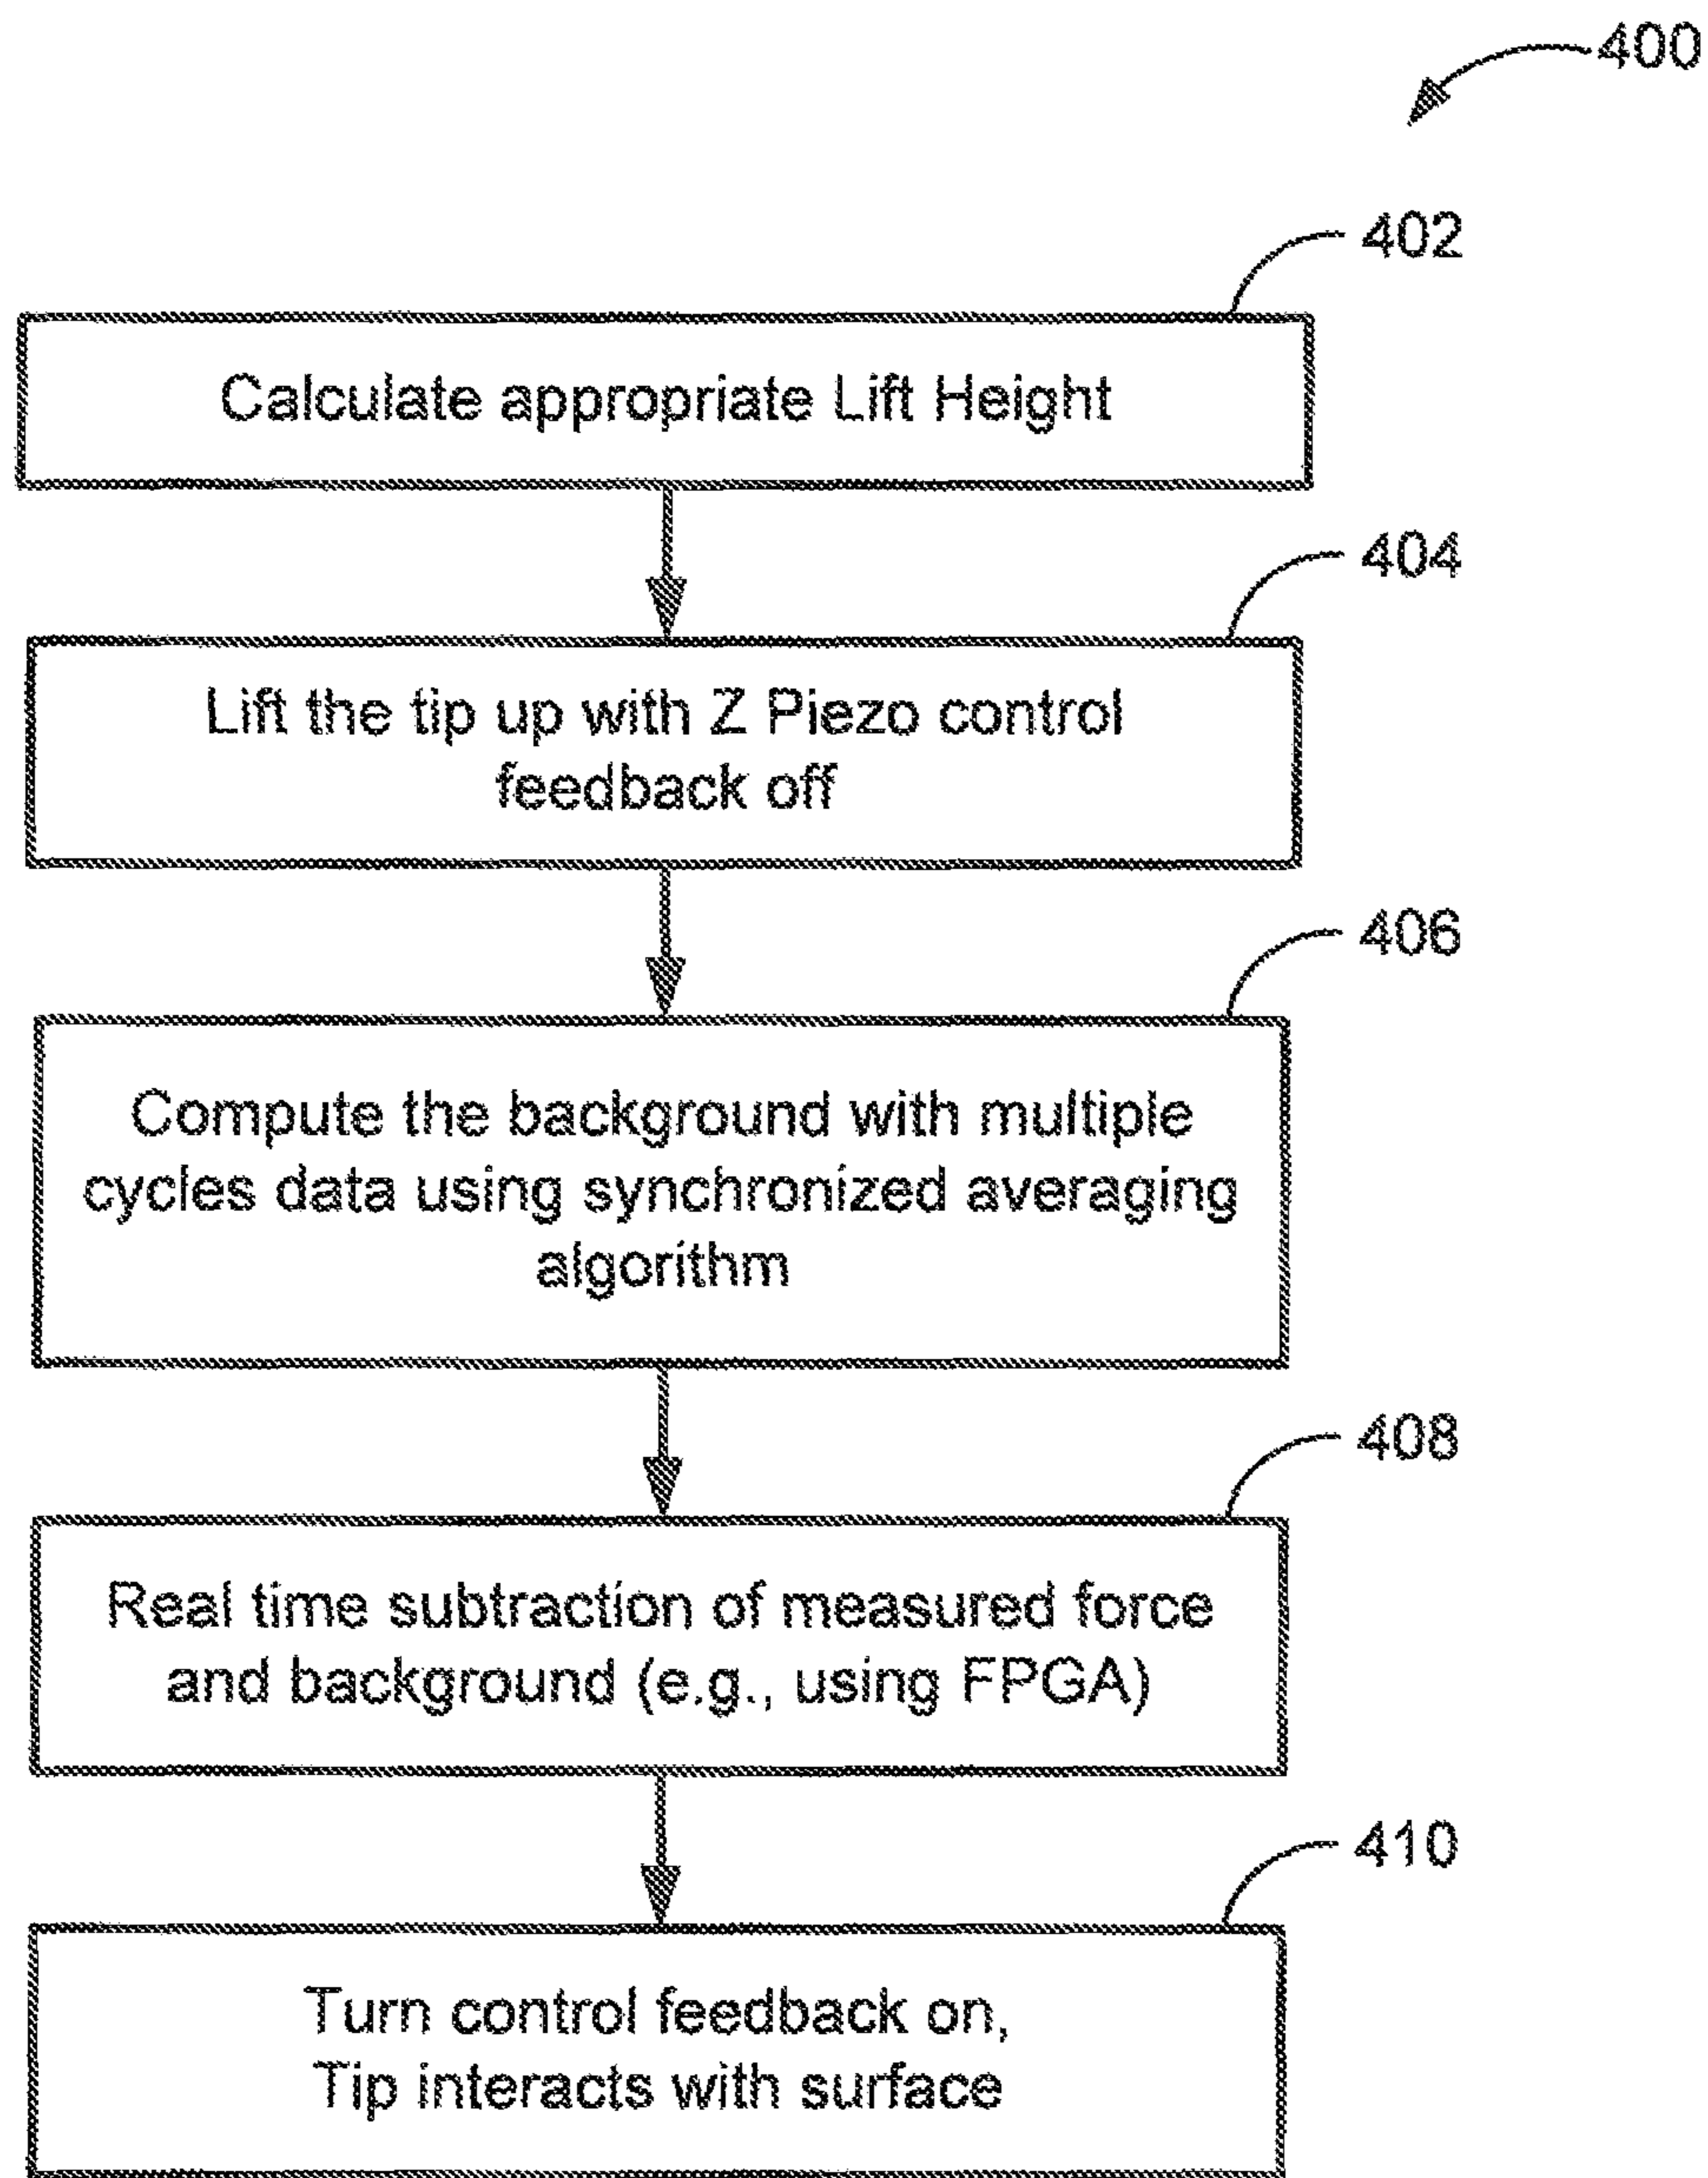 400
402
Calculate appropriate Lift Height
404
Lift the tip up with Z Piezo control
feedback off
406
Compute the background with multiple
cycles data using synchronized averaging
algorithm
408
Real time subtraction of measured force
and background (e.g., using FPGA)
410
Turn control feedback on,
Tip interacts with surface